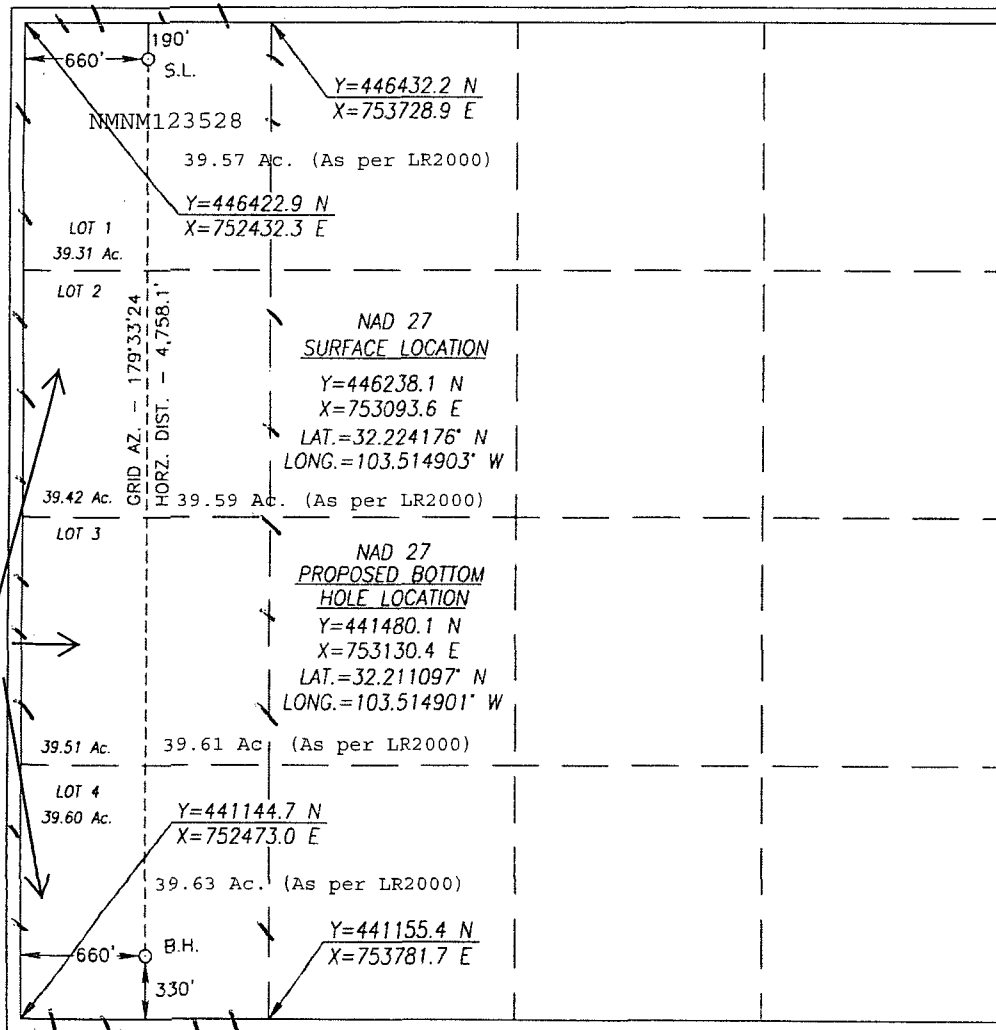 190'
660'
S.L.
Y=446432.2 N
X=753728.9 E
NMNM123528
39.57 Ac. (As per LR2000)
Y=446422.9 N
X=752432.3 E
LOT 1
39.31 Ac.
LOT 2
GRID AZ. - 179°33'24
HORZ. DIST. - 4,758.1'
NAD 27
SURFACE LOCATION
Y=446238.1 N
X=753093.6 E
LAT.=32.224176° N
LONG.=103.514903° W
39.42 Ac.
39.59 Ac. (As per LR2000)
LOT 3
NAD 27
PROPOSED BOTTOM
HOLE LOCATION
Y=441480.1 N
X=753130.4 E
LAT.=32.211097° N
LONG.=103.514901° W
39.51 Ac.
39.61 Ac (As per LR2000)
LOT 4
39.60 Ac.
Y=441144.7 N
X=752473.0 E
39.63 Ac. (As per LR2000)
Y=441155.4 N
X=753781.7 E
660'
B.H.
330'